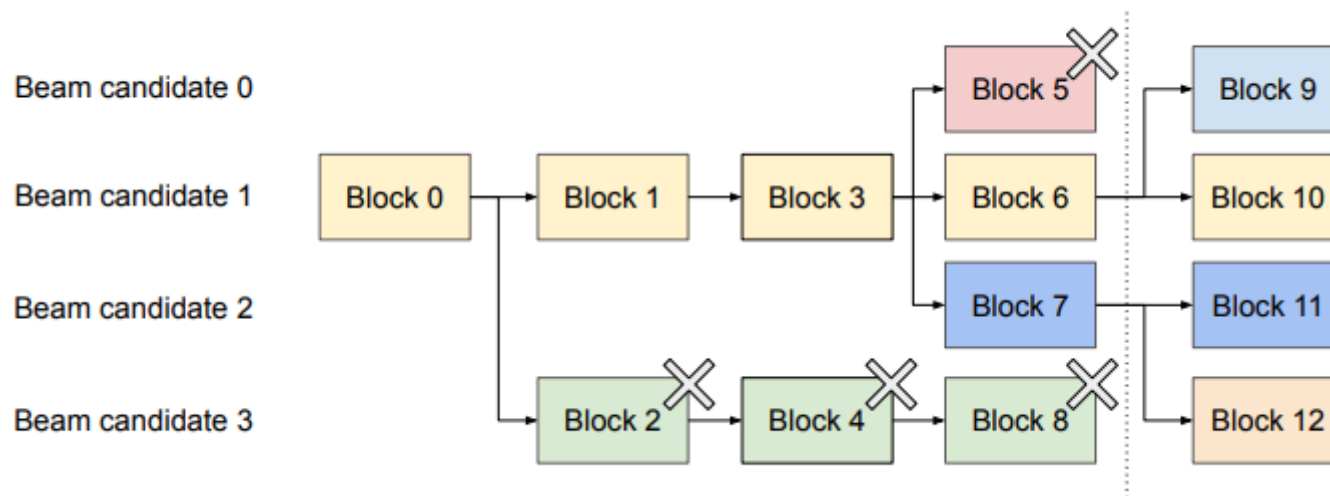 Beam candidate 0
Block 5
Block 9
Beam candidate 1
Block 0
Block 1
Block 3
Block 6
Block 10
Beam candidate 2
Block 7
Block 11
Beam candidate 3
Block 2
Block 4
Block 8
Block 12